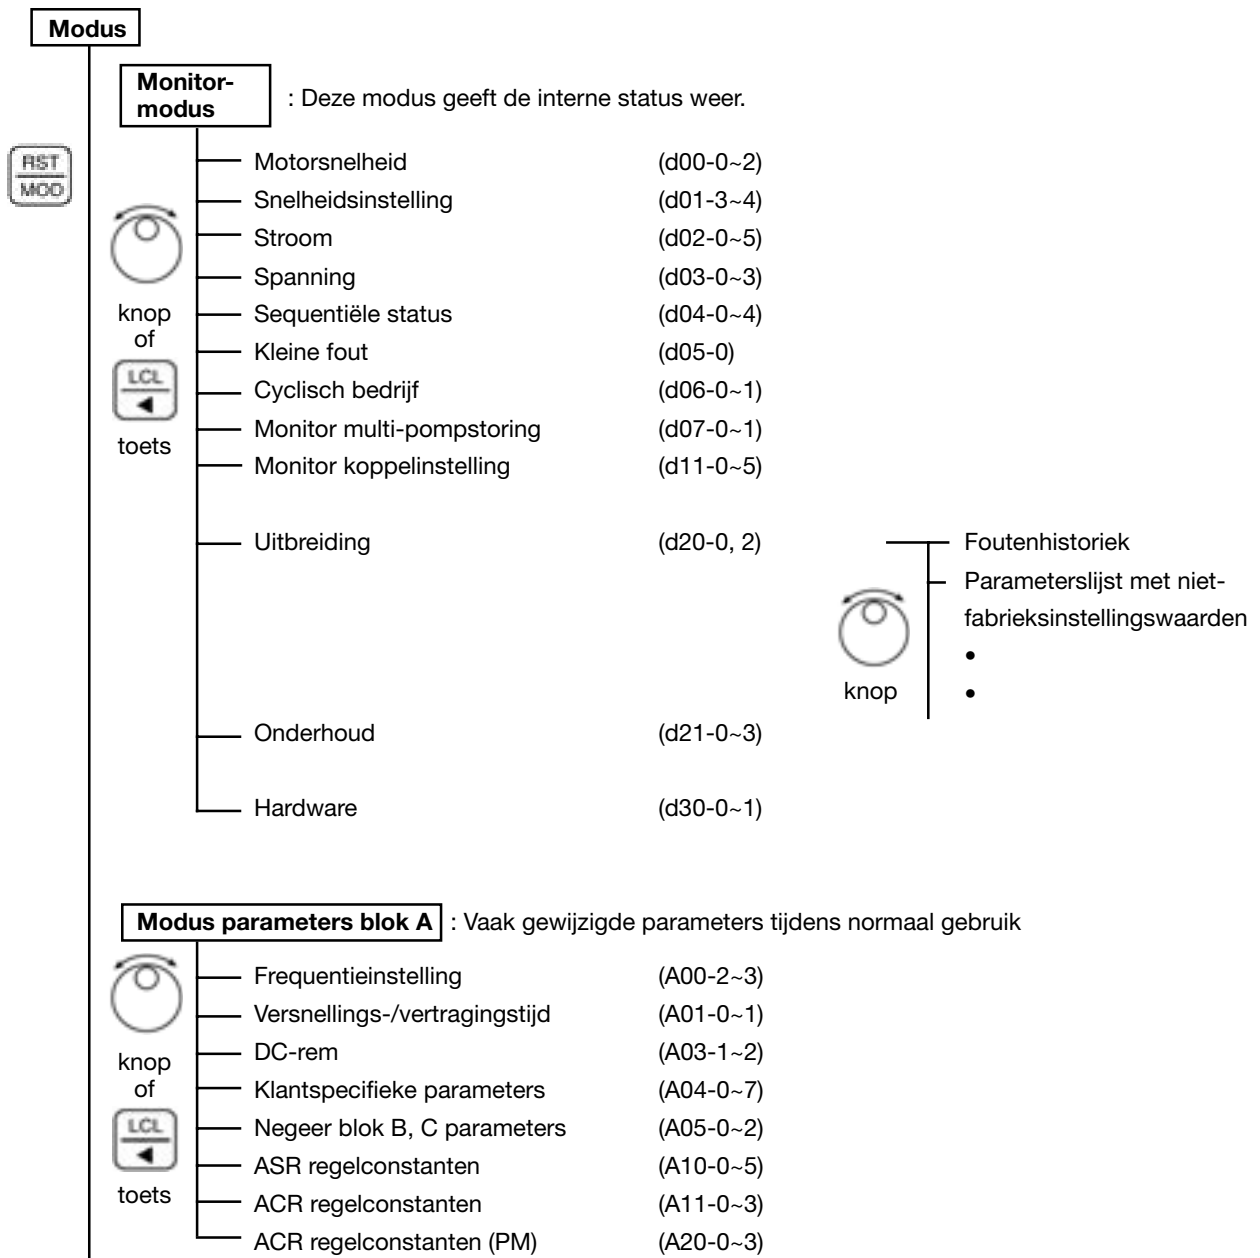 Modus
Monitor-
modus
: Deze modus geeft de interne status weer.
RST
MOD
Motorsnelheid (d00-0~2)
Snelheidsinstelling (d01-3~4)
Stroom (d02-0~5)
Spanning (d03-0~3)
knop
of
LCL
toets
Sequentiële status (d04-0~4)
Kleine fout (d05-0)
Cyclisch bedrijf (d06-0~1)
Monitor multi-pompstoring (d07-0~1)
Monitor koppelinstelling (d11-0~5)
Uitbreiding (d20-0, 2)
Foutenhistoriek
Parameterslijst met niet-
fabrieksinstellingswaarden
•
•
knop
Onderhoud (d21-0~3)
Hardware (d30-0~1)
Modus parameters blok A : Vaak gewijzigde parameters tijdens normaal gebruik
Frequentieinstelling (A00-2~3)
Versnellings-/vertragingstijd (A01-0~1)
DC-rem (A03-1~2)
knop
of
LCL
toets
Klantspecifieke parameters (A04-0~7)
Negeer blok B, C parameters (A05-0~2)
ASR regelconstanten (A10-0~5)
ACR regelconstanten (A11-0~3)
ACR regelconstanten (PM) (A20-0~3)